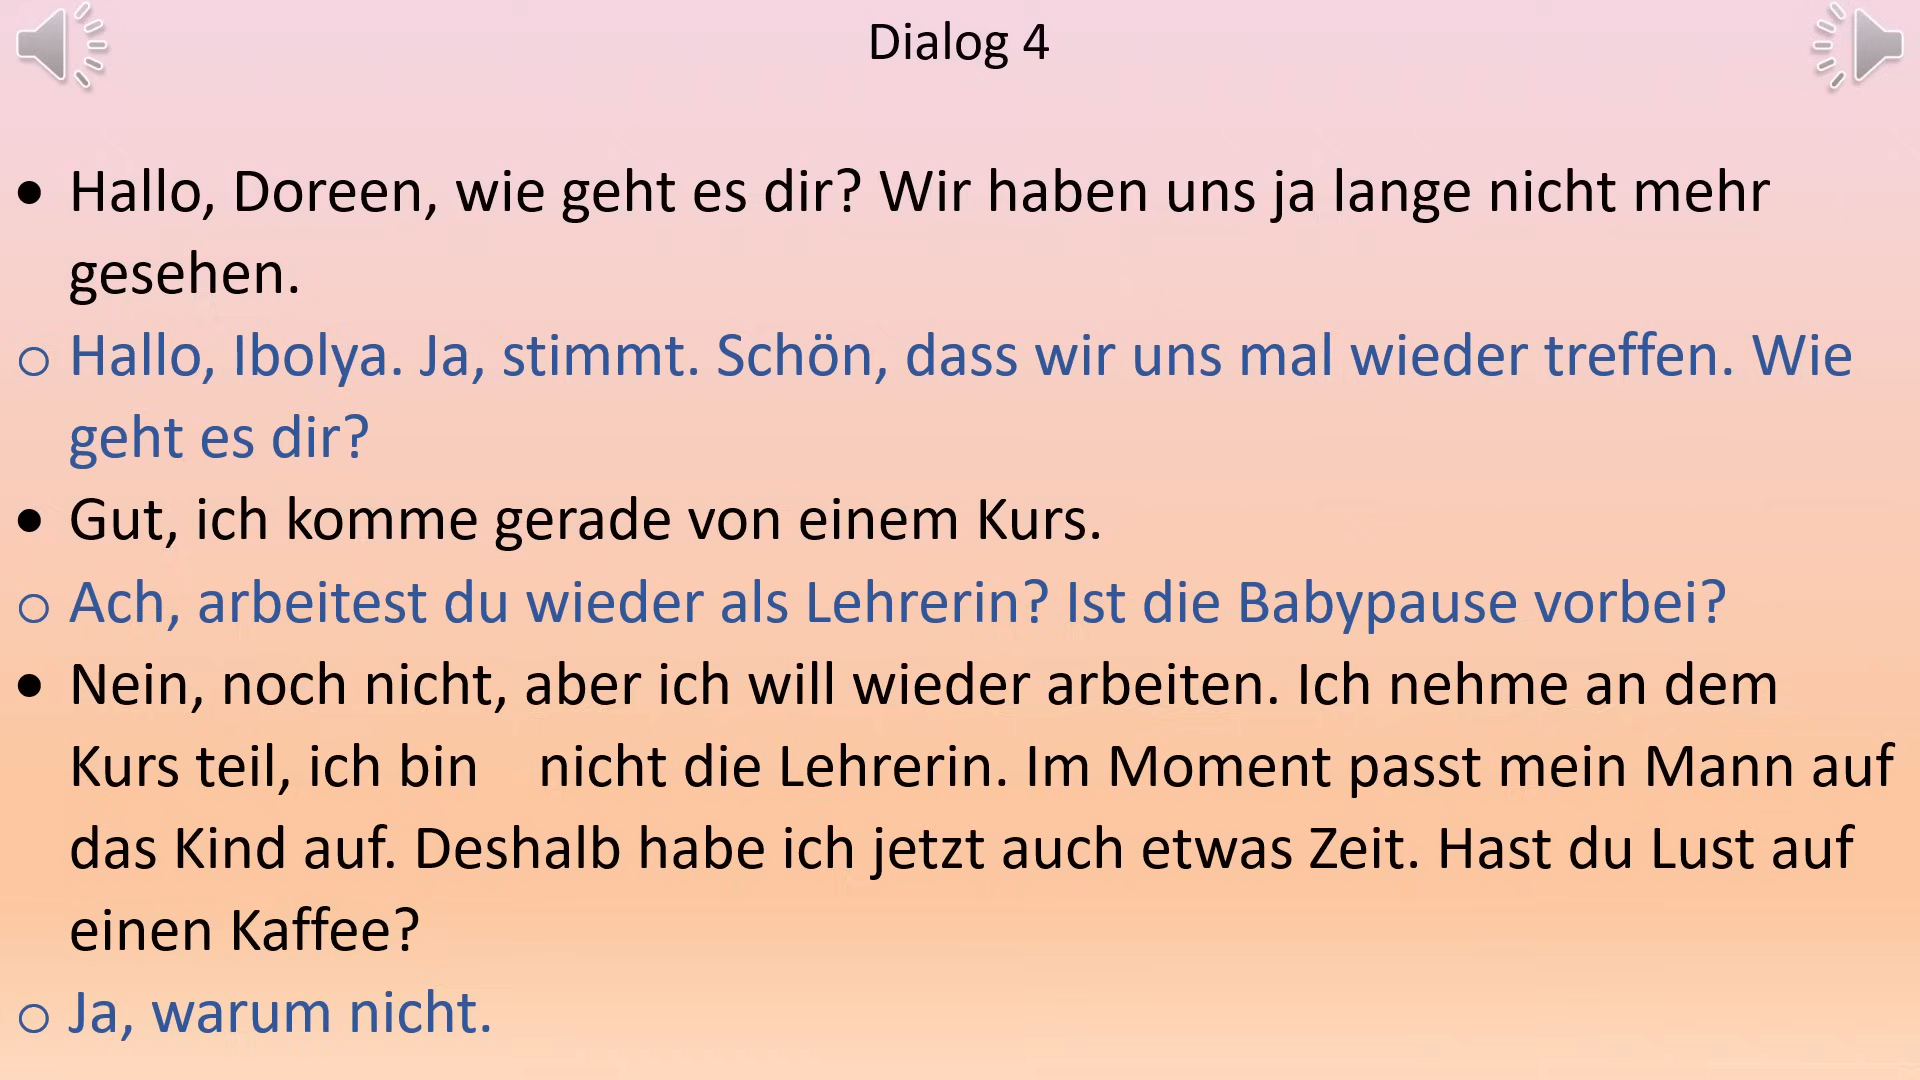 Dialog 4
• Hallo, Doreen, wie geht es dir? Wir haben uns ja lange nicht mehr
gesehen.
o Hallo, Ibolya. Ja, stimmt. Schön, dass wir uns mal wieder treffen. Wie
geht es dir?
• Gut, ich komme gerade von einem Kurs.
o Ach, arbeitest du wieder als Lehrerin? Ist die Babypause vorbei?
• Nein, noch nicht, aber ich will wieder arbeiten. Ich nehme an dem
Kurs teil, ich bin    nicht die Lehrerin. Im Moment passt mein Mann auf
das Kind auf. Deshalb habe ich jetzt auch etwas Zeit. Hast du Lust auf
einen Kaffee?
o Ja, warum nicht.